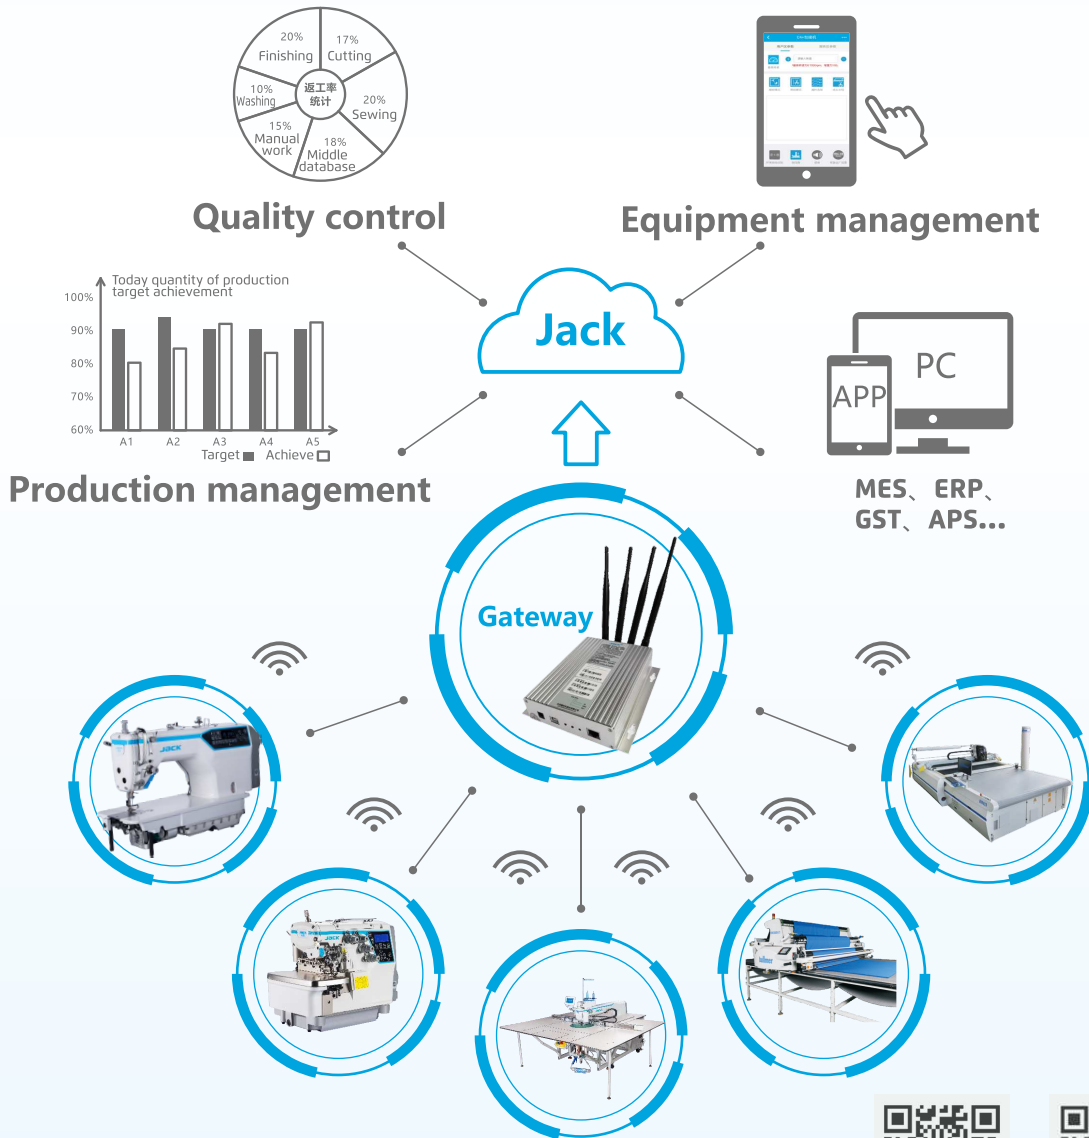 20%
Finishing
17%
Cutting
10%
Washing
返工率
统计
20%
Sewing
15%
Manual
work
18%
Middle
database
Quality control
Equipment management
Today quantity of production
target achievement
100%
90%
80%
70%
60%
A1 A2 A3 A4 A5
Target Achieve
Production management
Jack
PC
APP
MES、ERP、
GST、APS...
Gateway
JACK
JACK